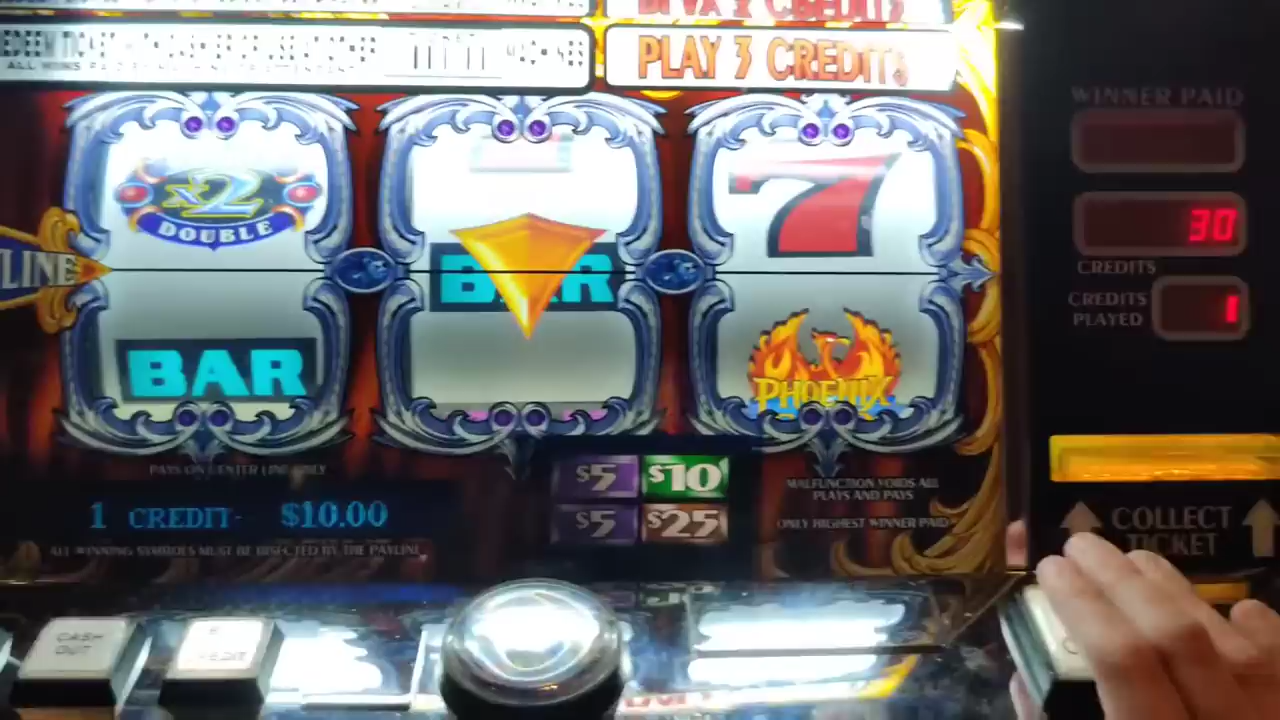 PLAY 3 CREDITS
WINNER PAID
x2
DOUBLE
7
30
BAR
LINE
CREDITS
CREDITS
PLAYED
1
BAR
PHOENIX
PAYS ON CENTER LINE ONLY
$5 $10
MALFUNCTION VOIDS ALL
PLAYS AND PAYS
1 CREDIT- $10.00
$5 $25
ONLY HIGHEST WINNER PAID
ALL WINNING SYMBOLS MUST BE BISECTED BY THE PAYLINE
COLLECT
TICKET
CASH
OUT